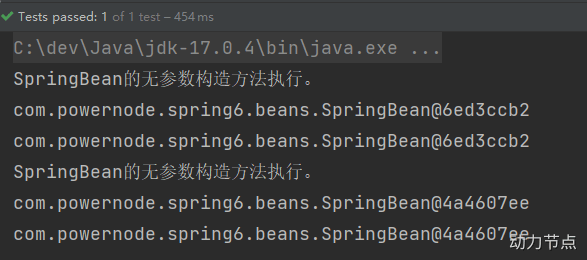 Tests passed: 1 of 1 test – 454 ms
C:\dev\Java\jdk-17.0.4\bin\java.exe ...
SpringBean的无参数构造方法执行。
com.powernode.spring6.beans.SpringBean@6ed3ccb2
com.powernode.spring6.beans.SpringBean@6ed3ccb2
SpringBean的无参数构造方法执行。
com.powernode.spring6.beans.SpringBean@4a4607ee
com.powernode.spring6.beans.SpringBean@4a4607ee
动力节点